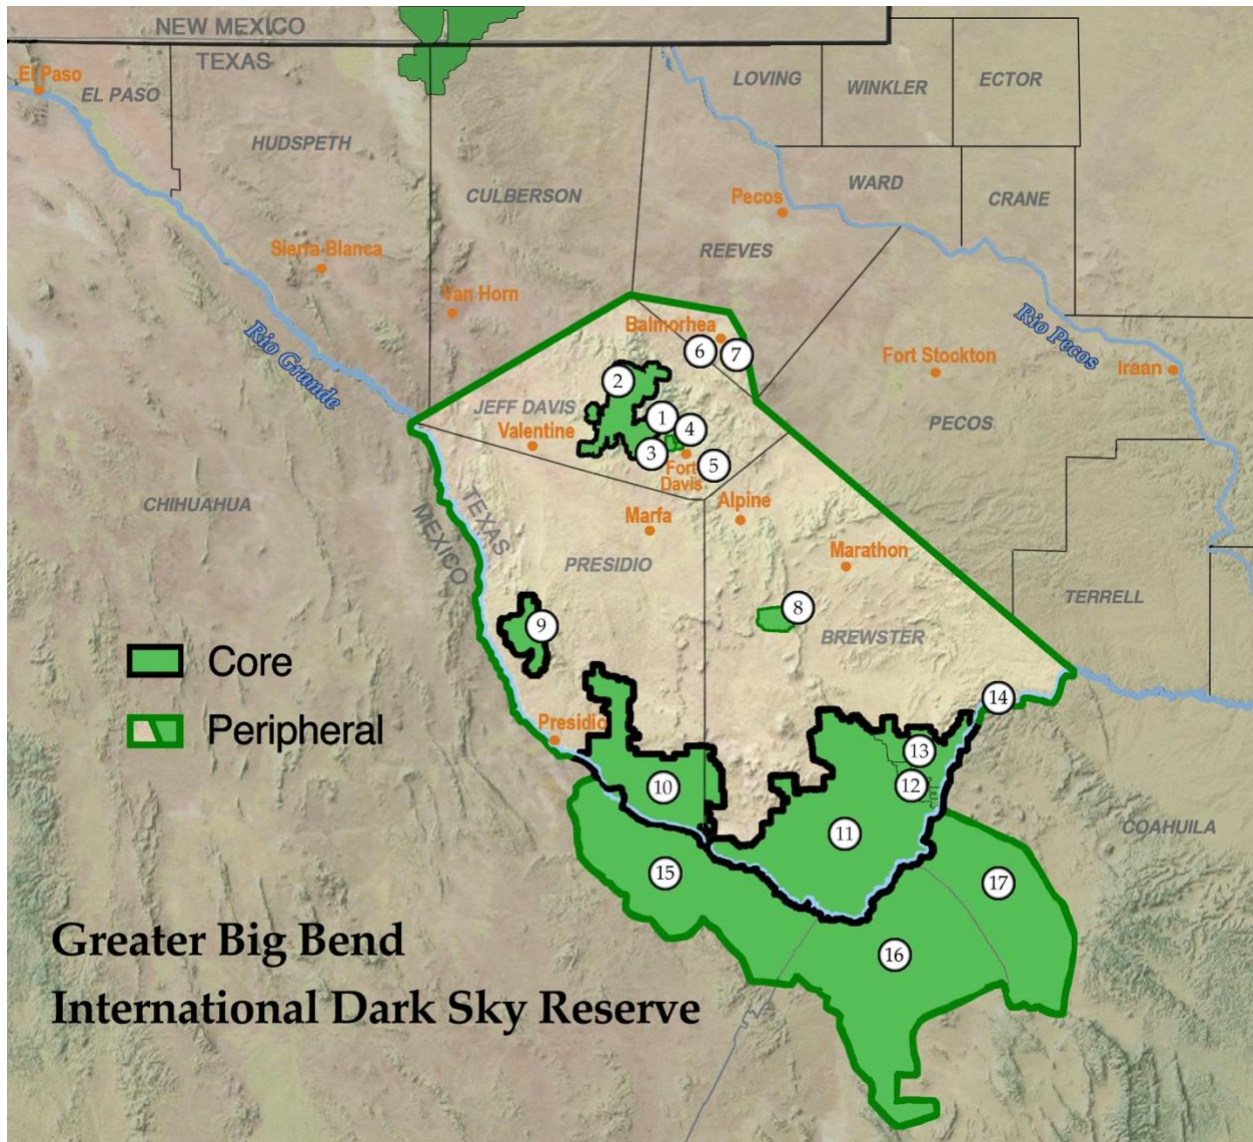 NEW MEXICO
TEXAS
El Paso
EL PASO
LOVING
WINKLER
ECTOR
HUDSPETH
CULBERSON
Pecos
WARD
CRANE
REEVES
Sierra Blanca
Van Horn
Rio Grande
Balmorhea
Rio Pecos
6
7
Fort Stockton
Iraan
2
JEFF DAVIS
1
Valentine
4
PECOS
3
Fort
Davis
5
CHIHUAHUA
TEXAS
MEXICO
Marfa
Alpine
PRESIDIO
Marathon
TERRELL
8
9
BREWSTER
Core
14
Presidio
Peripheral
13
10
12
11
COAHUILA
15
17
Greater Big Bend
16
International Dark Sky Reserve